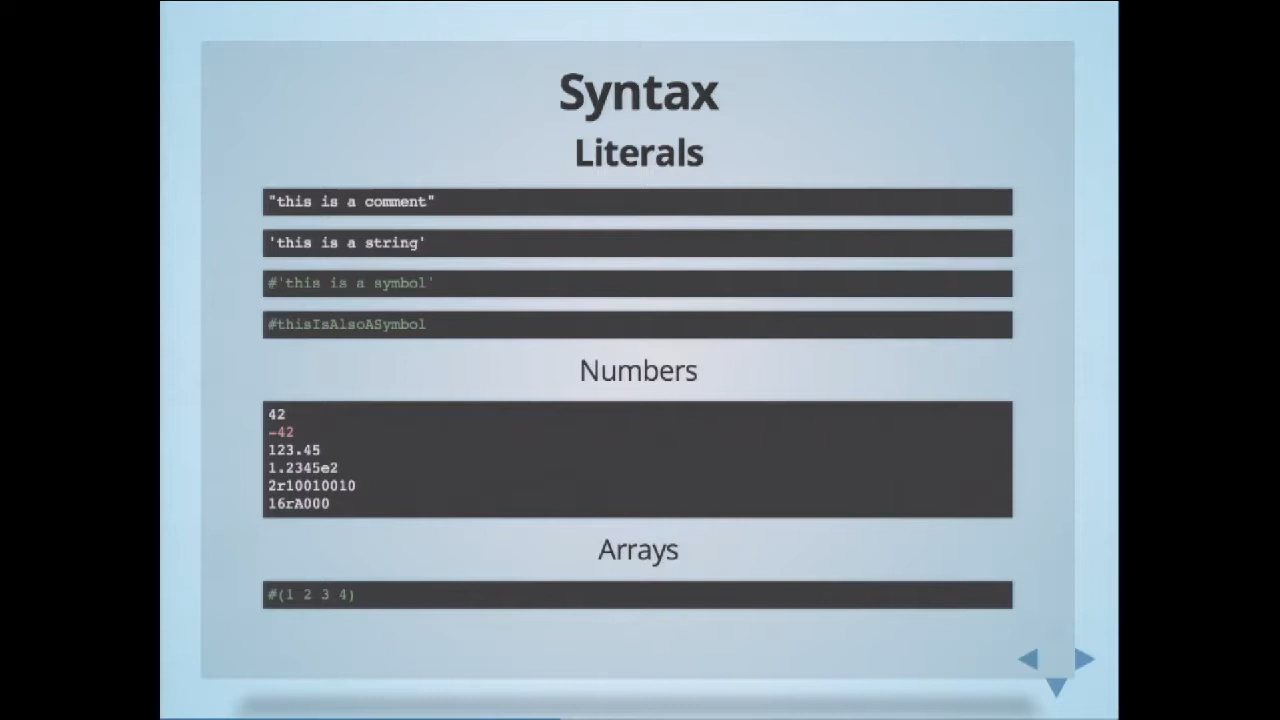 Syntax
Literals
"this is a comment"
'this is a string'
#'this is a symbol'
#thisIsAlsoASymbol
Numbers
42
-42
123.45
1.2345e2
2r10010010
16rA000
Arrays
#(1 2 3 4)